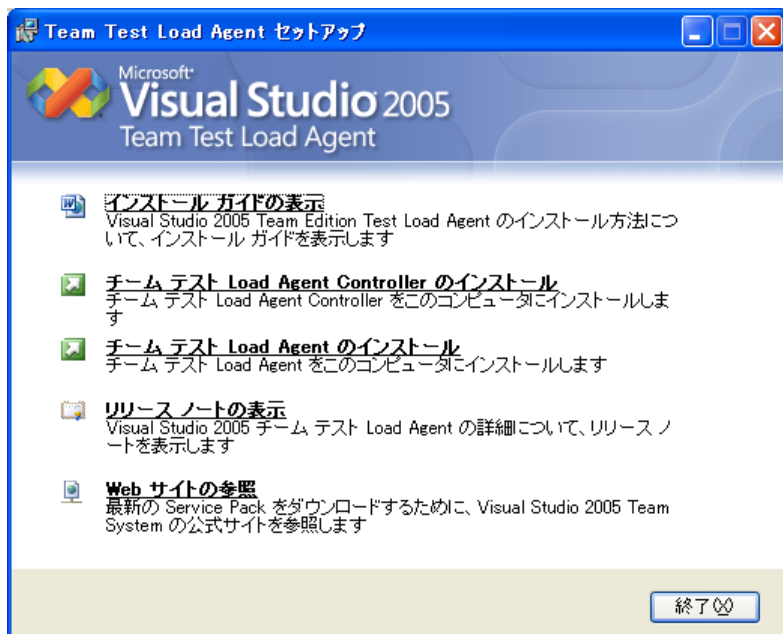 Team Test Load Agent セットアップ
Microsoft
Visual Studio 2005
Team Test Load Agent
インストール ガイドの表示
Visual Studio 2005 Team Edition Test Load Agent のインストール方法につ
いて、インストール ガイドを表示します
チーム テスト Load Agent Controller のインストール
チーム テスト Load Agent Controller をこのコンピュータにインストールしま
す
チーム テスト Load Agent のインストール
チーム テスト Load Agent をこのコンピュータにインストールします
リリース ノートの表示
Visual Studio 2005 チーム テスト Load Agent の詳細について、リリース ノ
ートを表示します
Web サイトの参照
最新の Service Pack をダウンロードするために、Visual Studio 2005 Team
System の公式サイトを参照します
終了(X)